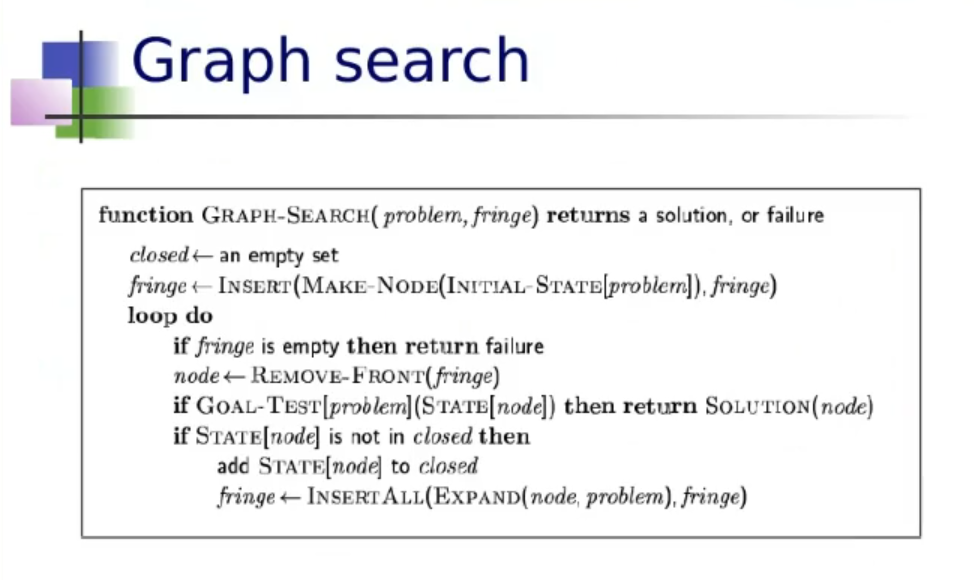 Graph search
function GRAPH-SEARCH( problem, fringe) returns a solution, or failure
closed ← an empty set
fringe ← INSERT(MAKE-NODE(INITIAL-STATE[problem]), fringe)
loop do
if fringe is empty then return failure
node ← REMOVE-FRONT(fringe)
if GOAL-TEST[problem](STATE[node]) then return SOLUTION(node)
if STATE[node] is not in closed then
add STATE[node] to closed
fringe ← INSERTALL(EXPAND(node, problem), fringe)